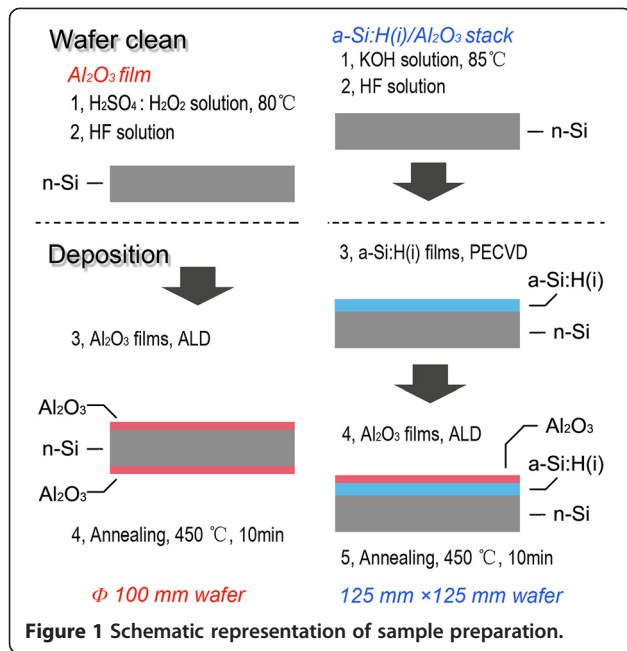 Wafer clean
Al₂O₃ film
1, H₂SO₄ : H₂O₂ solution, 80℃
2, HF solution
n-Si
a-Si:H(i)/Al₂O₃ stack
1, KOH solution, 85℃
2, HF solution
n-Si
Deposition
3, Al₂O₃ films, ALD
Al₂O₃
n-Si
Al₂O₃
4, Annealing, 450 ℃, 10min
Φ 100 mm wafer
3, a-Si:H(i) films, PECVD
a-Si:H(i)
n-Si
4, Al₂O₃ films, ALD
Al₂O₃
a-Si:H(i)
n-Si
5, Annealing, 450 ℃, 10min
125 mm ×125 mm wafer
Figure 1 Schematic representation of sample preparation.